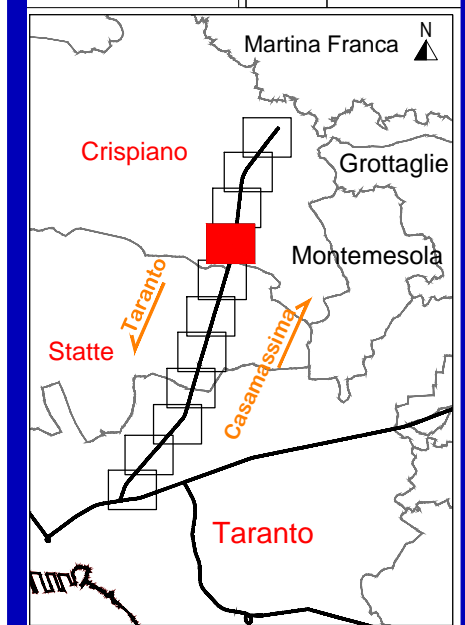 N
Martina Franca
Crispiano
Grottaglie
Montemesola
Taranto
Casamassima
Statte
Taranto